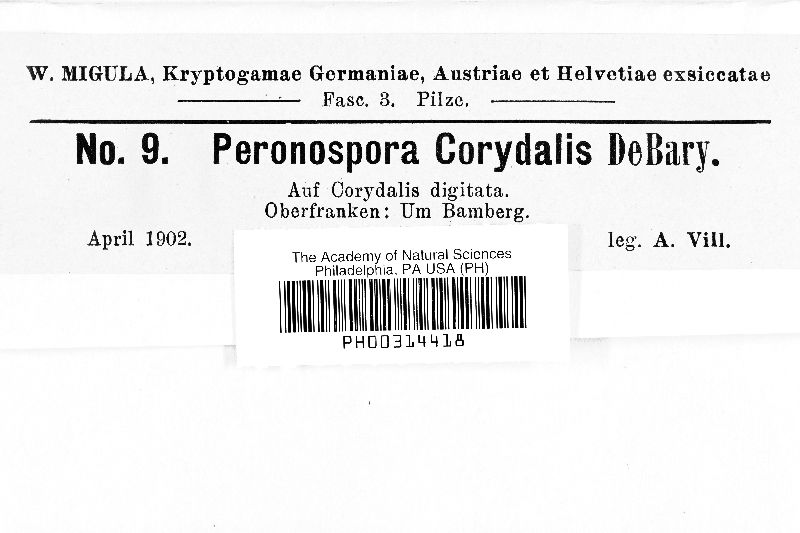 W. MIGULA, Kryptogamae Germaniae, Austriae et Helvetiae exsiccatae
Fasc. 3. Pilze.
No. 9. Peronospora Corydalis DeBary.
Auf Corydalis digitata.
Oberfranken: Um Bamberg.
April 1902. leg. A. Vill.
The Academy of Natural Sciences
Philadelphia, PA USA (PH)
PH00314418